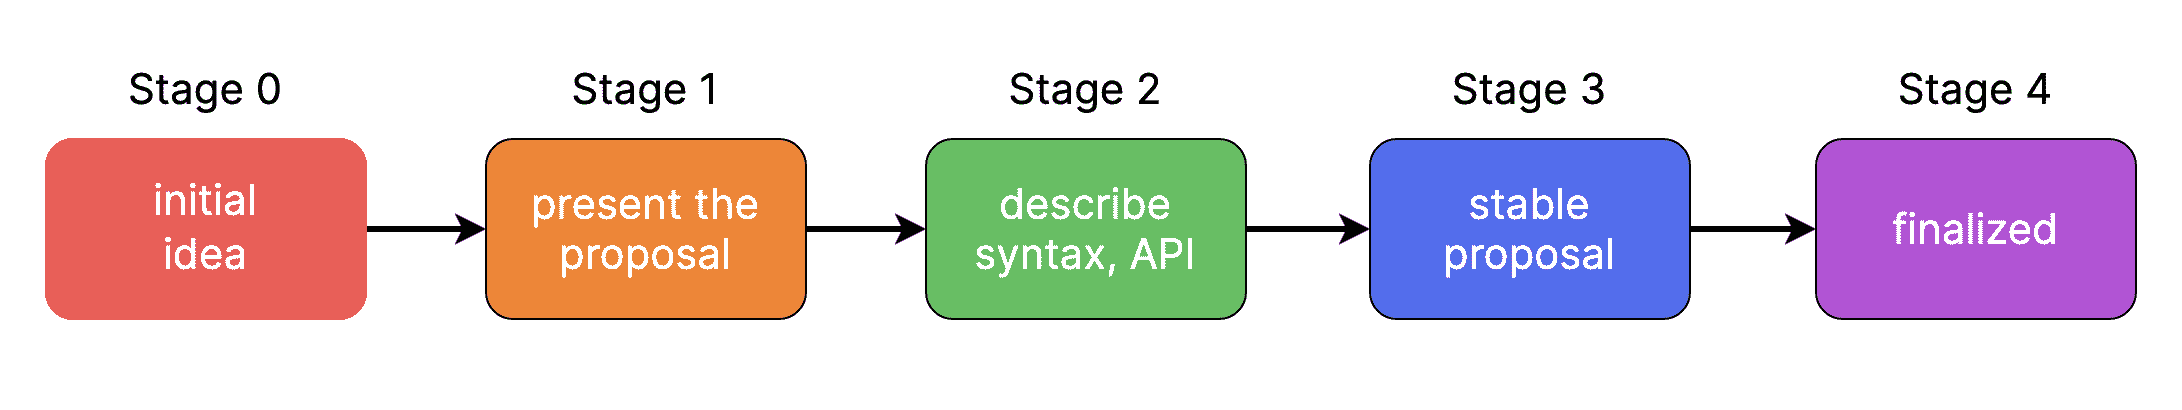 Stage 0
initial
idea
Stage 1
present the
proposal
Stage 2
describe
syntax, API
Stage 3
stable
proposal
Stage 4
finalized